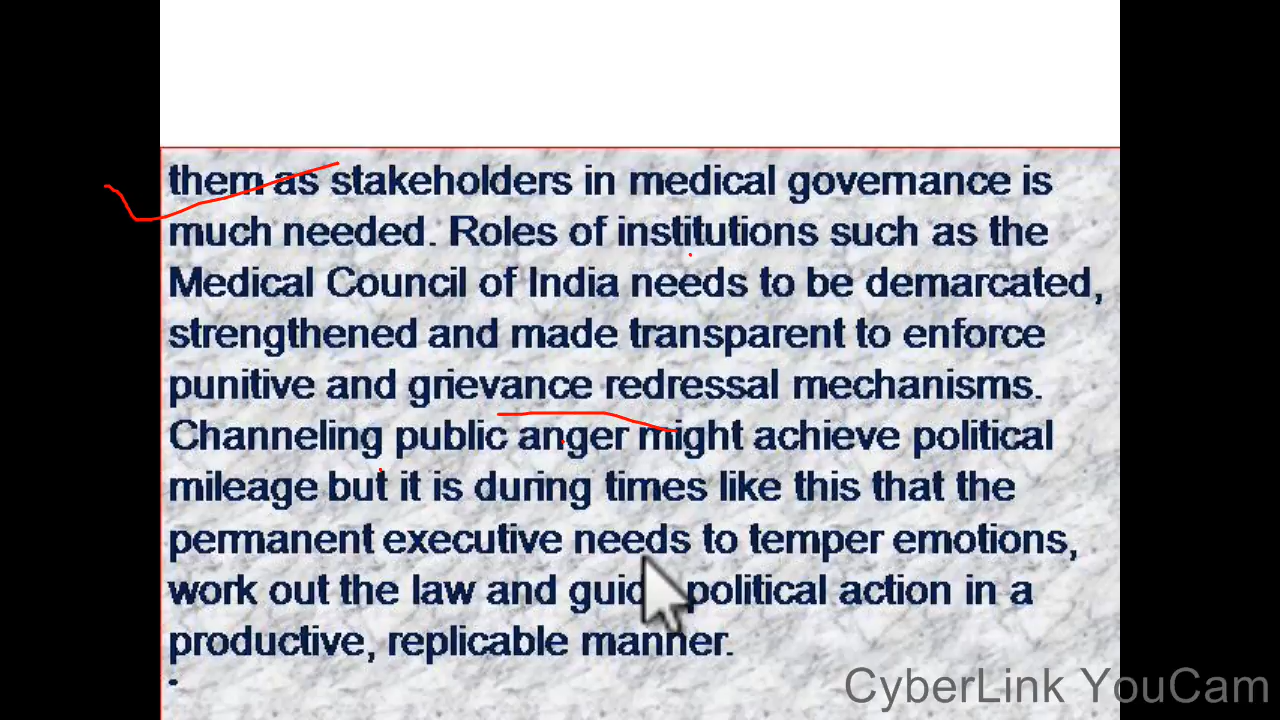 them as stakeholders in medical governance is
much needed. Roles of institutions such as the
Medical Council of India needs to be demarcated,
strengthened and made transparent to enforce
punitive and grievance redressal mechanisms.
Channeling public anger might achieve political
mileage but it is during times like this that the
permanent executive needs to temper emotions,
work out the law and political action in a
productive, replicable manner.
CyberLink YouCam